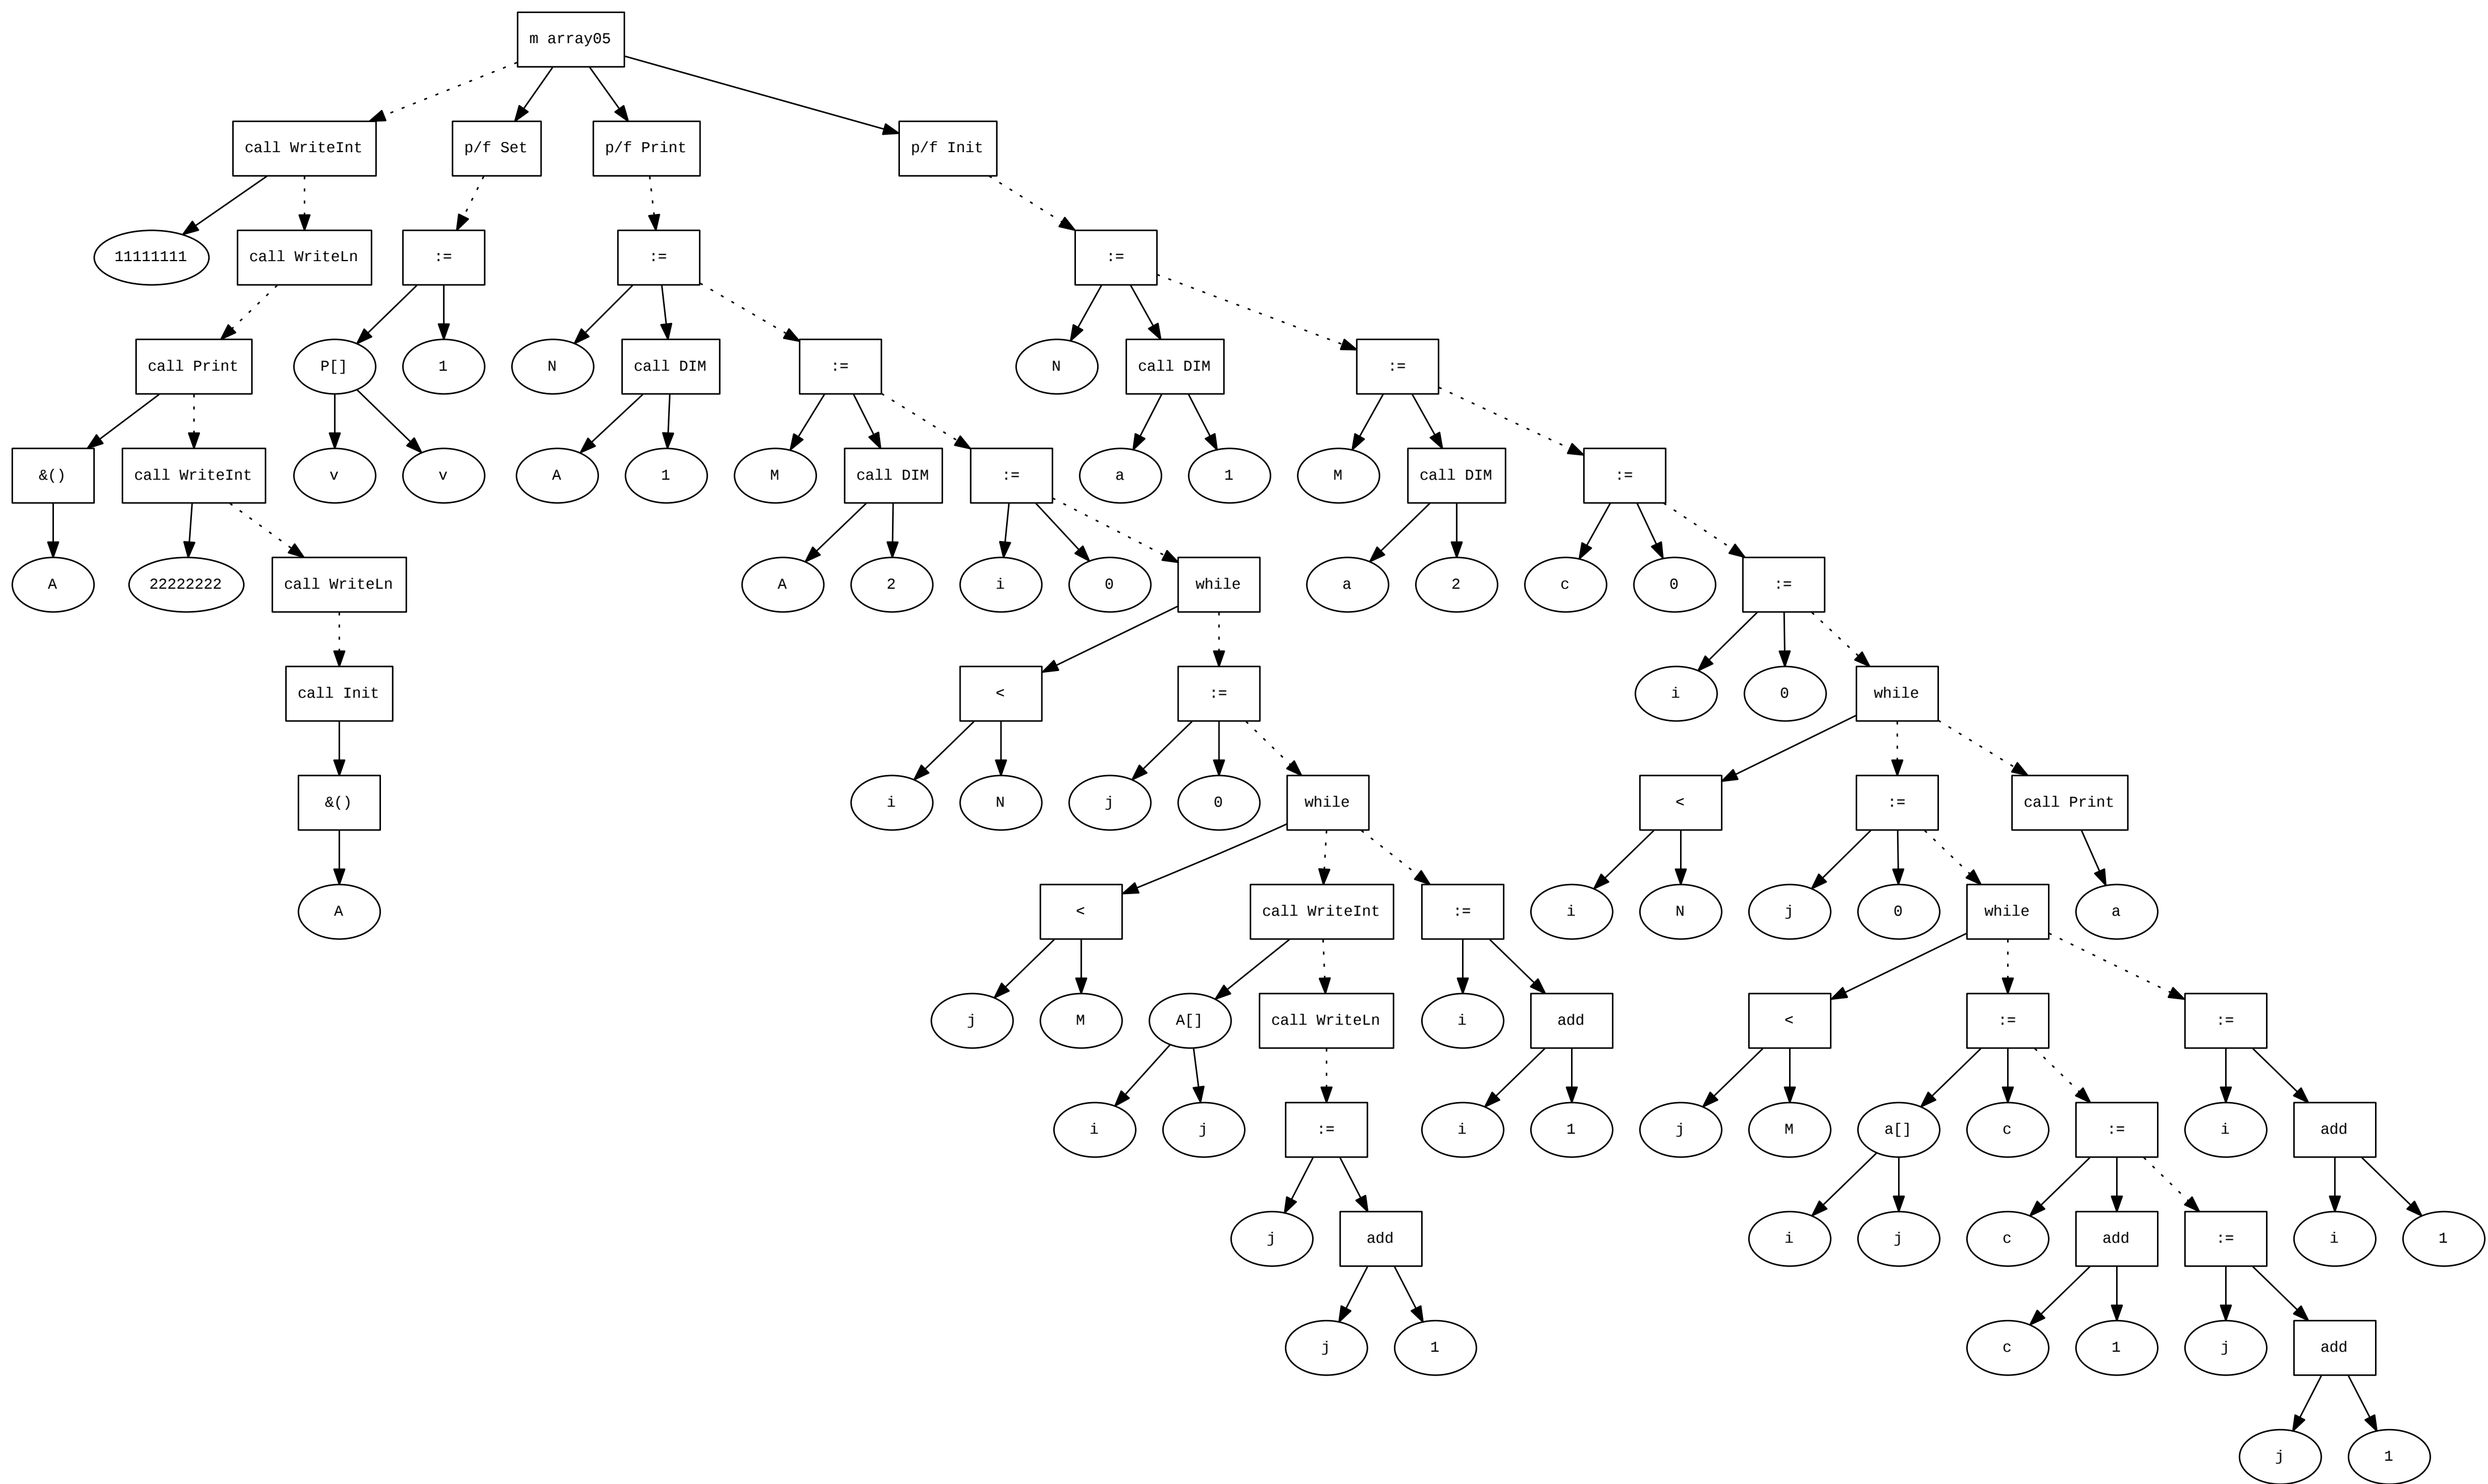 m array05
call WriteInt
p/f Set
p/f Print
p/f Init
11111111
call WriteLn
:=
:=
:=
call Print
P[]
1
N
call DIM
:=
N
call DIM
:=
&()
call WriteInt
v
v
A
1
M
call DIM
:=
a
1
M
call DIM
:=
A
22222222
call WriteLn
A
2
i
0
while
a
2
c
0
:=
call Init
<
:=
i
0
while
&()
i
N
j
0
while
<
:=
call Print
A
<
call WriteInt
:=
i
N
j
0
while
a
j
M
A[]
call WriteLn
i
add
<
:=
:=
i
j
:=
i
1
j
M
a[]
c
:=
i
add
j
add
i
j
c
add
:=
i
1
j
1
c
1
j
add
j
1